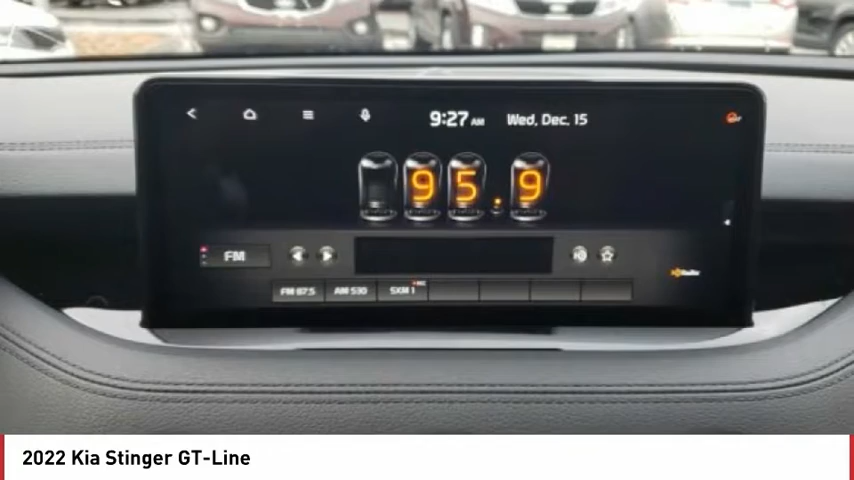 9:27 AM Wed, Dec, 15
95.9
FM
FM 87.5 AM 530 SXM 1
2022 Kia Stinger GT-Line